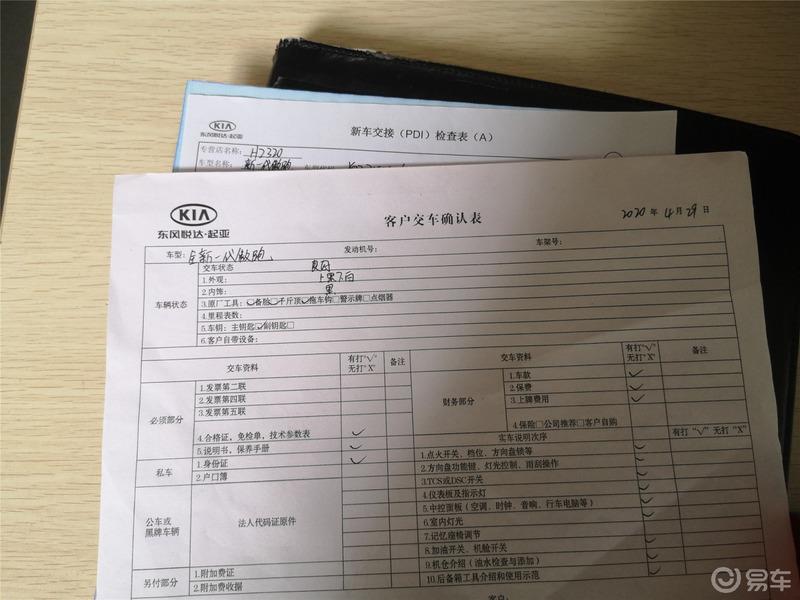 KIA
东风悦达·起亚
新车交接（PDI）检查表（A）
专营店名称： H2320
车型名称： 新一代傲跑
KIA
东风悦达·起亚
客户交车确认表
2020 年 4 月 29 日
车型： 全新一代傲跑 发动机号： 车架号：
车辆状态
交车状态 良好
1.外观： 上黑下白
2.内饰： 黑
3.原厂工具：☑备胎☐千斤顶☑拖车钩☐警示牌☐点烟器
4.里程表数：
5.车钥：主钥匙☑副钥匙☐
6.客户自带设备：
交车资料 有打“√”无打“X” 备注 交车资料 有打“√”无打“X” 备注
必须部分
1.发票第二联
2.发票第四联
3.发票第五联
4.合格证，免检单，技术参数表 ✓
5.说明书，保养手册 ✓
私车
1.身份证 ✓
2.户口簿
公车或黑牌车辆
法人代码证原件
另付部分
1.附加费证
2.附加费收据
财务部分
1.车款 ✓
2.保费 ✓
3.上牌费用 ✓
4.保险☐公司推荐☐客户自购
实车说明次序 有打“√”无打“X”
1.点火开关、档位、方向盘锁等 ✓
2.方向盘功能键、灯光控制、雨刮操作 ✓
3.TCS或DSC开关 ✓
4.仪表板及指示灯 ✓
5.中控面板（空调、时钟、音响、行车电脑等） ✓
6.室内灯光 ✓
7.记忆座椅调节 ✓
8.加油开关、机舱开关 ✓
9.机仓介绍（油水检查与添加） ✓
10.后备箱工具介绍和使用示范 ✓
客户：
易车